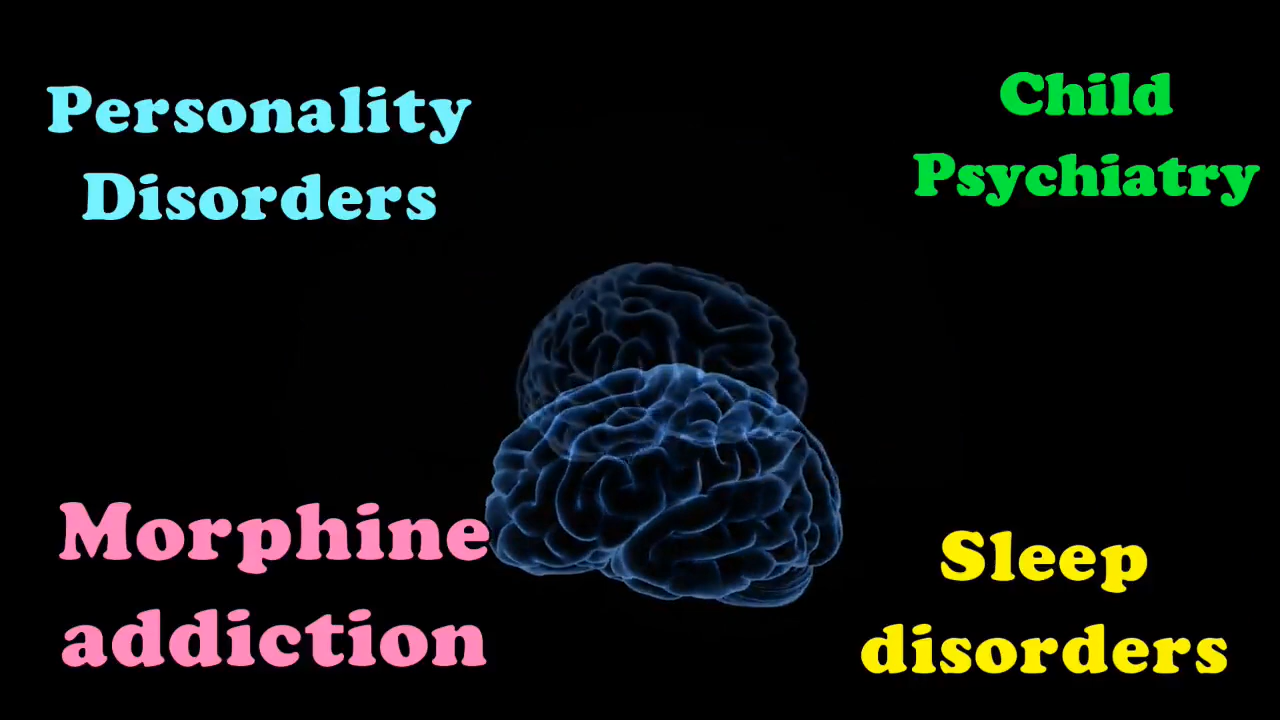 Personality
Disorders
Child
Psychiatry
Morphine
addiction
Sleep
disorders